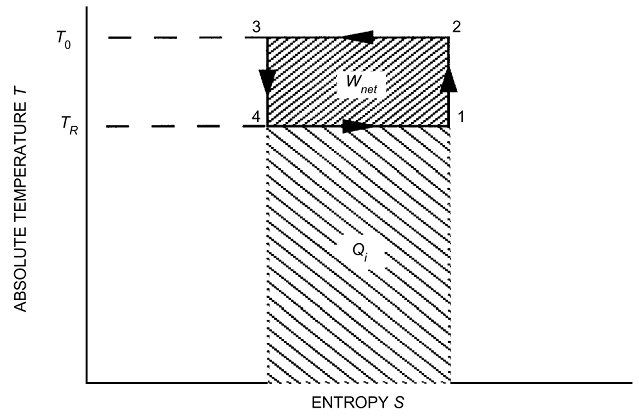 3
2
T0
Wnet
4
1
TR
Qi
ABSOLUTE TEMPERATURE T
ENTROPY S